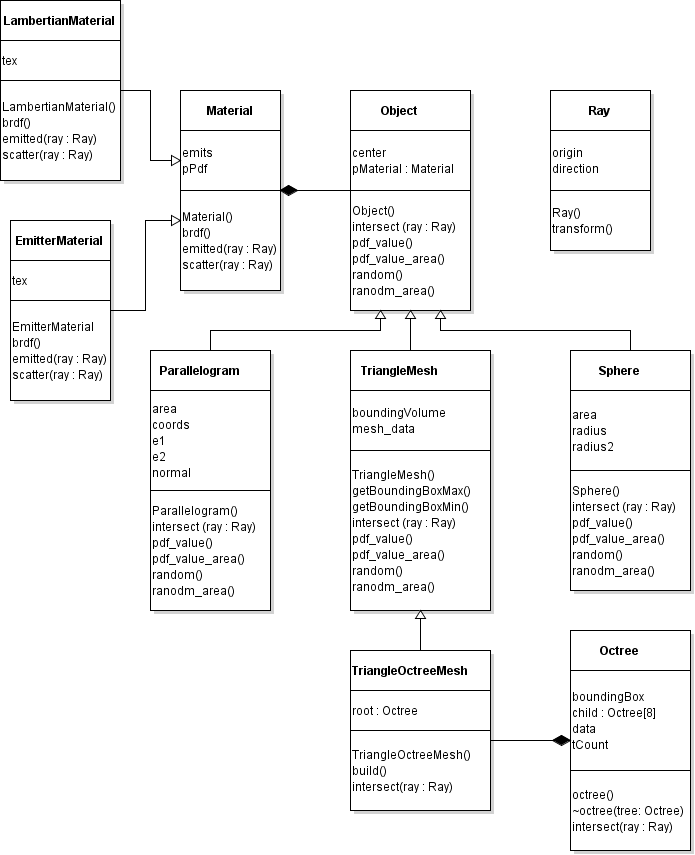 LambertianMaterial
tex
LambertianMaterial()
brdf()
emitted(ray : Ray)
scatter(ray : Ray)
Material
emits
pPdf
Material()
brdf()
emitted(ray : Ray)
scatter(ray : Ray)
Object
center
pMaterial : Material
Object()
intersect (ray : Ray)
pdf_value()
pdf_value_area()
random()
ranodm_area()
Ray
origin
direction
Ray()
transform()
EmitterMaterial
tex
EmitterMaterial
brdf()
emitted(ray : Ray)
scatter(ray : Ray)
Parallelogram
area
coords
e1
e2
normal
Parallelogram()
intersect (ray : Ray)
pdf_value()
pdf_value_area()
random()
ranodm_area()
TriangleMesh
boundingVolume
mesh_data
TriangleMesh()
getBoundingBoxMax()
getBoundingBoxMin()
intersect (ray : Ray)
pdf_value()
pdf_value_area()
random()
ranodm_area()
Sphere
area
radius
radius2
Sphere()
intersect (ray : Ray)
pdf_value()
pdf_value_area()
random()
ranodm_area()
TriangleOctreeMesh
root : Octree
TriangleOctreeMesh()
build()
intersect(ray : Ray)
Octree
boundingBox
child : Octree[8]
data
tCount
octree()
~octree(tree: Octree)
intersect(ray : Ray)